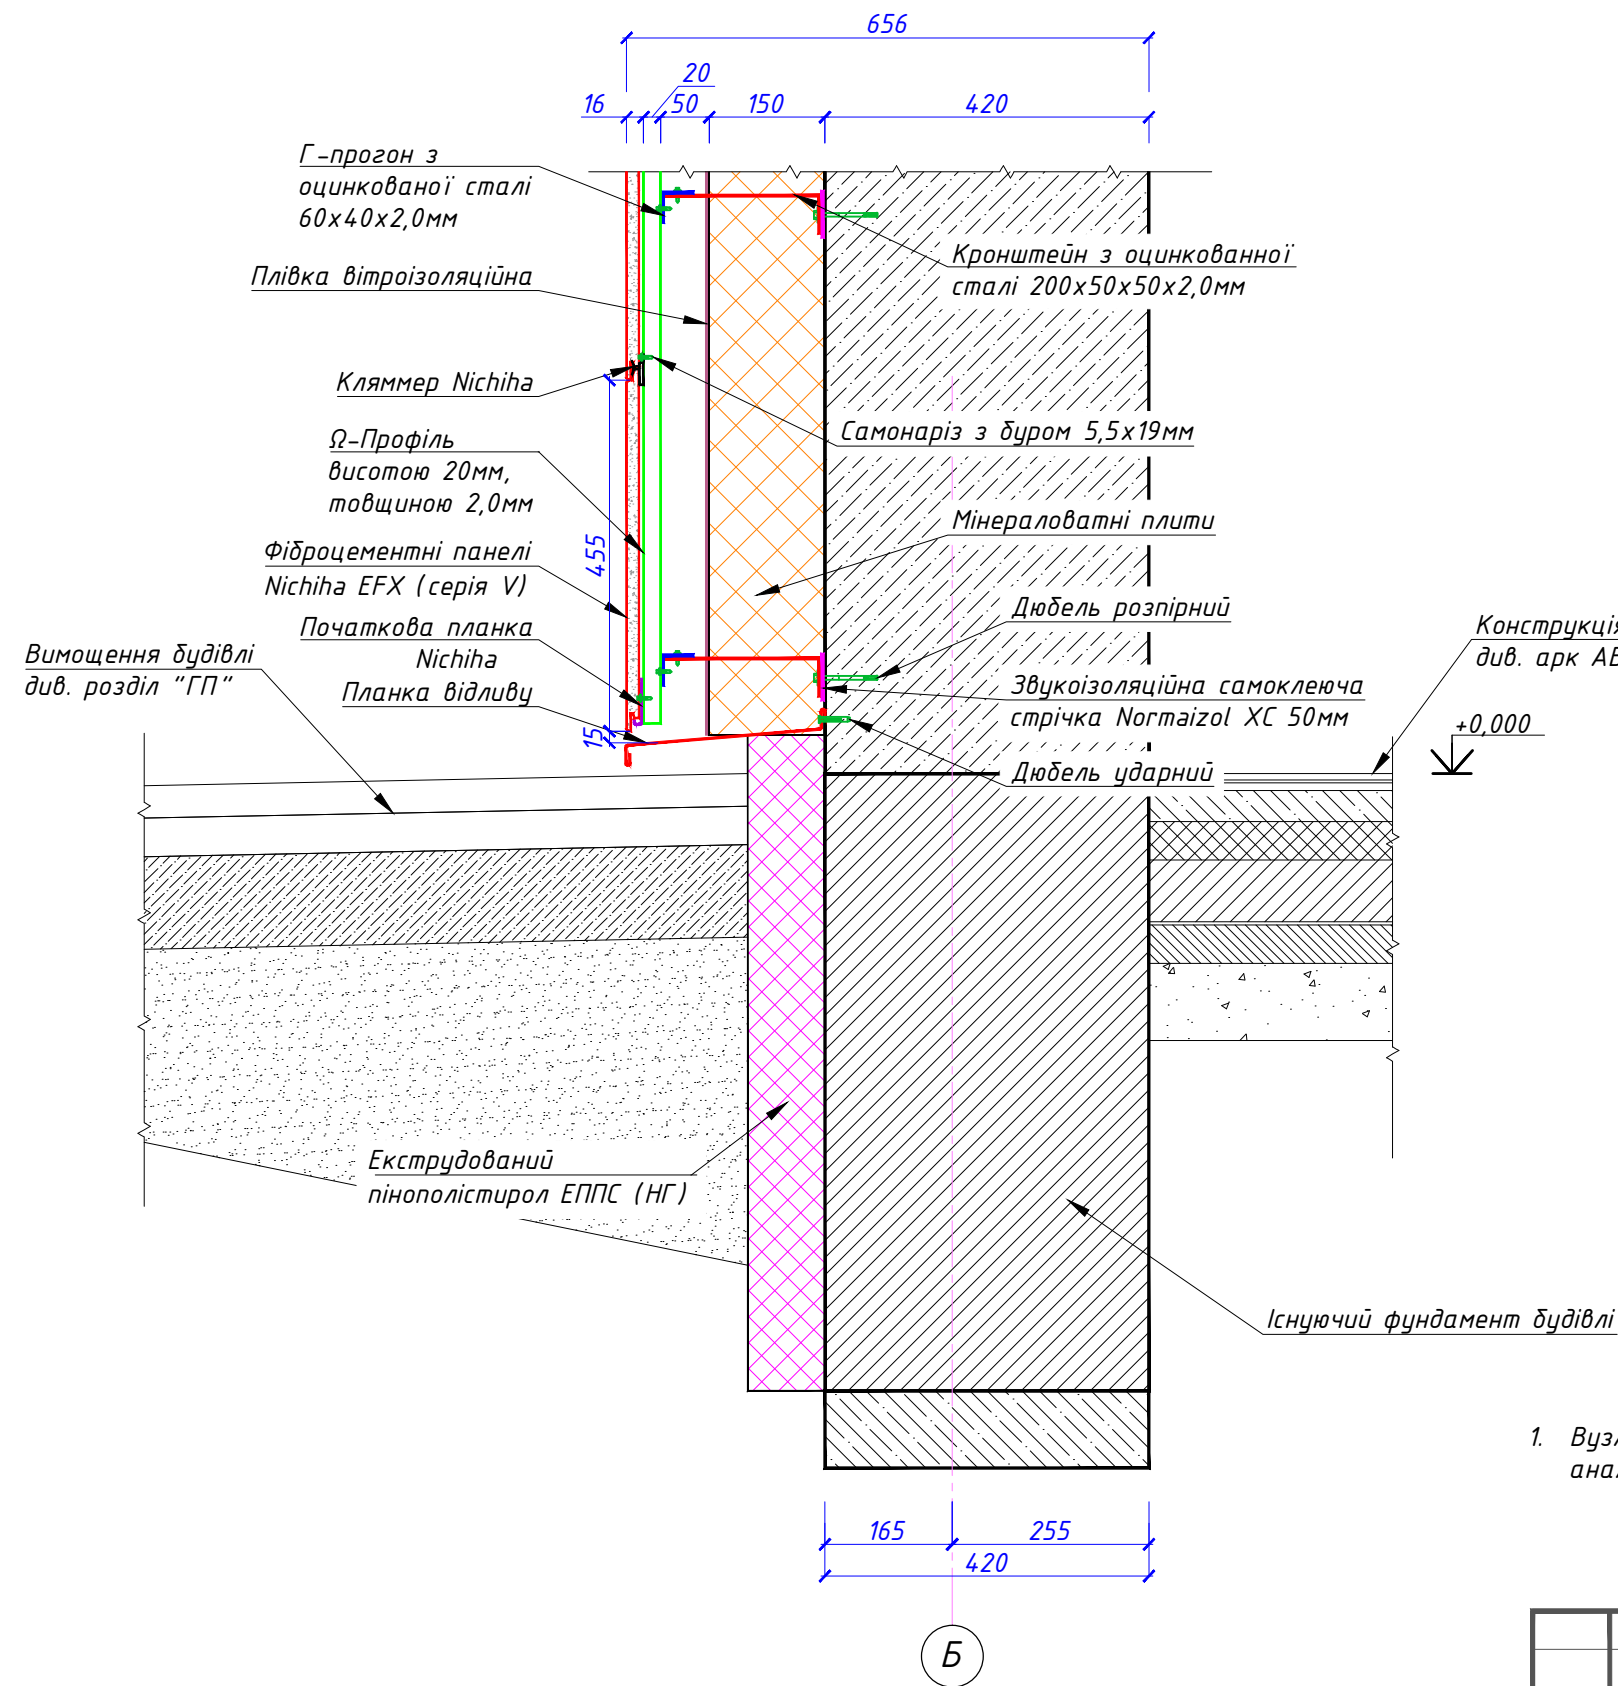 656
20
16
50
150
420
Г-прогон з
оцинкованої сталі
60х40х2,0мм
Плівка вітроізоляційна
Кронштейн з оцинкованної
сталі 200х50х50х2,0мм
Кляммер Nichiha
Самонаріз з буром 5,5х19мм
Ω-Профіль
висотою 20мм,
товщиною 2,0мм
Мінераловатні плити
455
Фіброцементні панелі
Nichiha EFX (серія V)
Дюбель розпірний
Початкова планка
Nichiha
Конструкція
див. арк
Вимощення будівлі
див. розділ "ГП"
Планка відливу
Звукоізоляційна самоклеюча
стрічка Normaizol ХС 50мм
15
+0,000
Дюбель ударний
Екструдований
пінополістирол ЕППС (НГ)
Існуючий фундамент будівлі
1.
165
255
420
Б